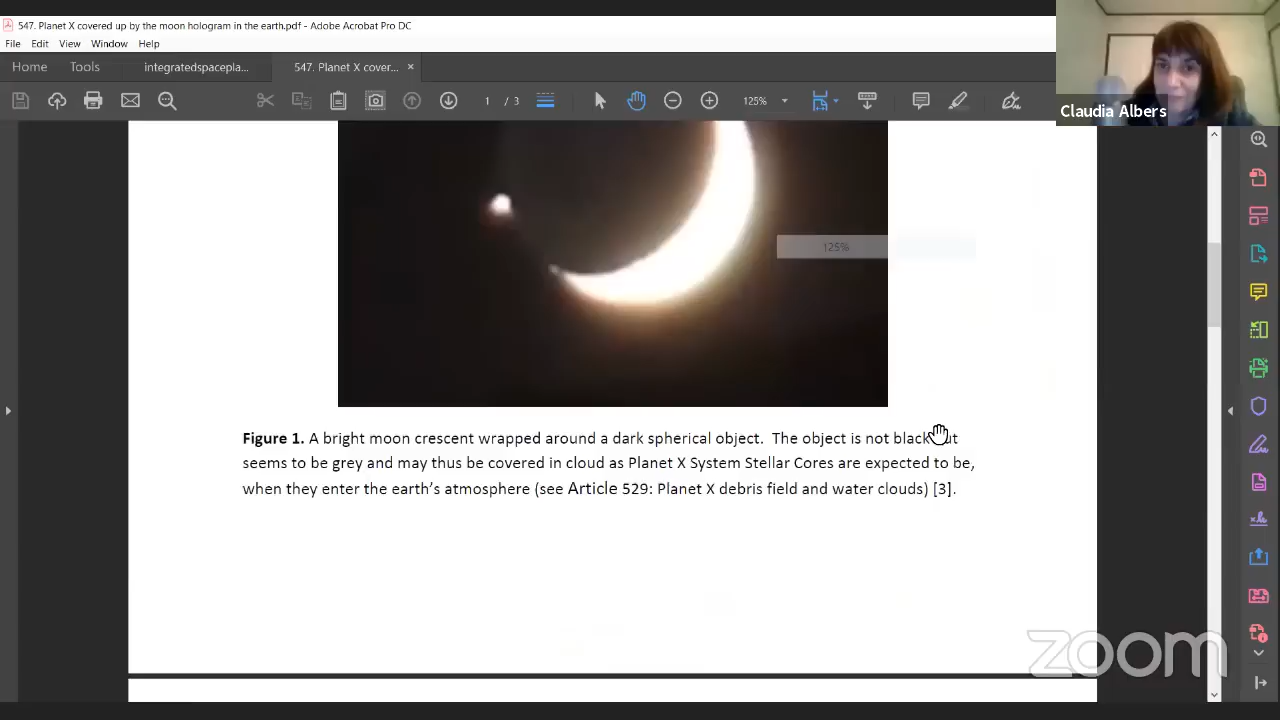 547. Planet X covered up by the moon hologram in the earth.pdf - Adobe Acrobat Pro DC
File Edit View Window Help
Home Tools integratedspacepla... 547. Planet X cover... ×
1 / 3 125%
Claudia Albers
125%
Figure 1. A bright moon crescent wrapped around a dark spherical object. The object is not black ut
seems to be grey and may thus be covered in cloud as Planet X System Stellar Cores are expected to be,
when they enter the earth's atmosphere (see Article 529: Planet X debris field and water clouds) [3].
zoom